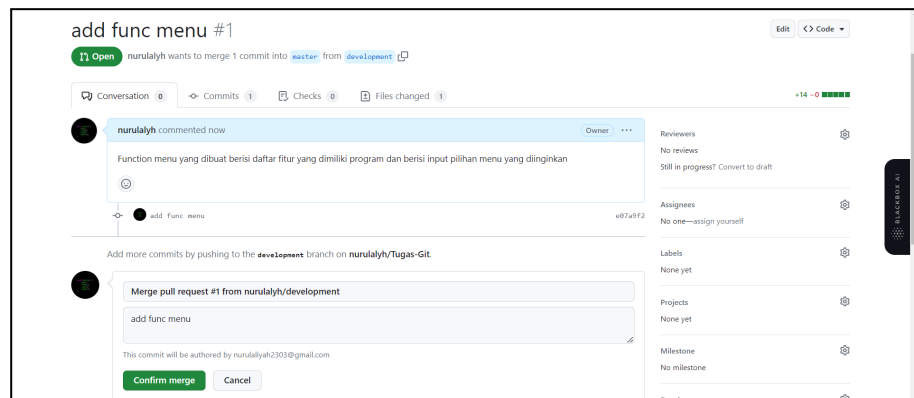 add func menu #1
Edit
Code
Open
nurulalyh wants to merge 1 commit into master from development
Conversation 0
Commits 1
Checks 0
Files changed 1
+14 −0
nurulalyh commented now
Owner
Function menu yang dibuat berisi daftar fitur yang dimiliki program dan berisi input pilihan menu yang diinginkan
add func menu
e07a9f2
Add more commits by pushing to the development branch on nurulalyh/Tugas-Git.
Merge pull request #1 from nurulalyh/development
add func menu
This commit will be authored by nurulaliyah2303@gmail.com
Confirm merge
Cancel
Reviewers
No reviews
Still in progress? Convert to draft
Assignees
No one—assign yourself
Labels
None yet
Projects
None yet
Milestone
No milestone
BLACKBOX AI